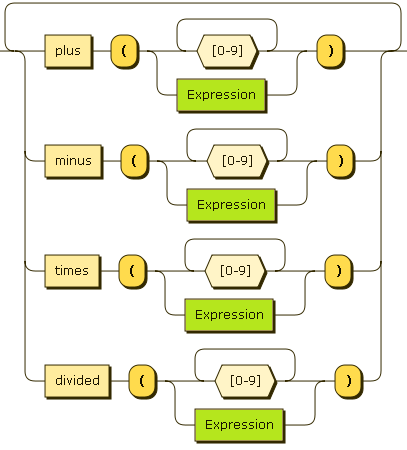 plus ( [0-9] )
Expression
minus ( [0-9] )
Expression
times ( [0-9] )
Expression
divided ( [0-9] )
Expression